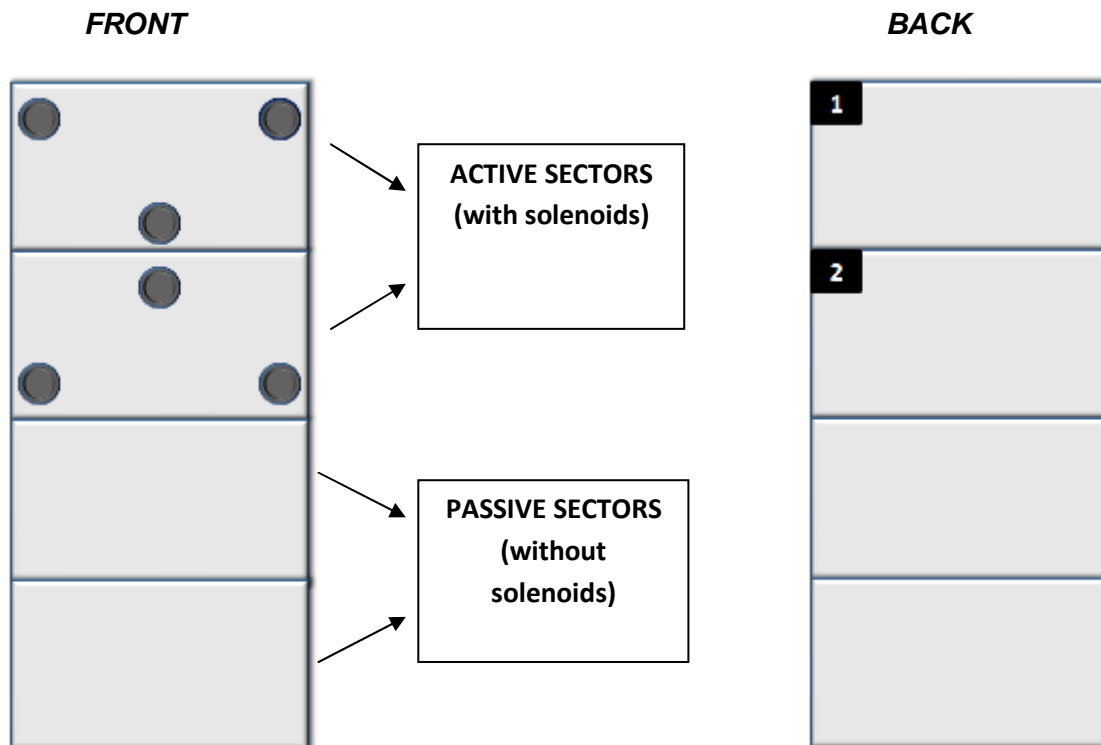 FRONT
BACK
1
ACTIVE SECTORS
(with solenoids)
2
PASSIVE SECTORS
(without
solenoids)